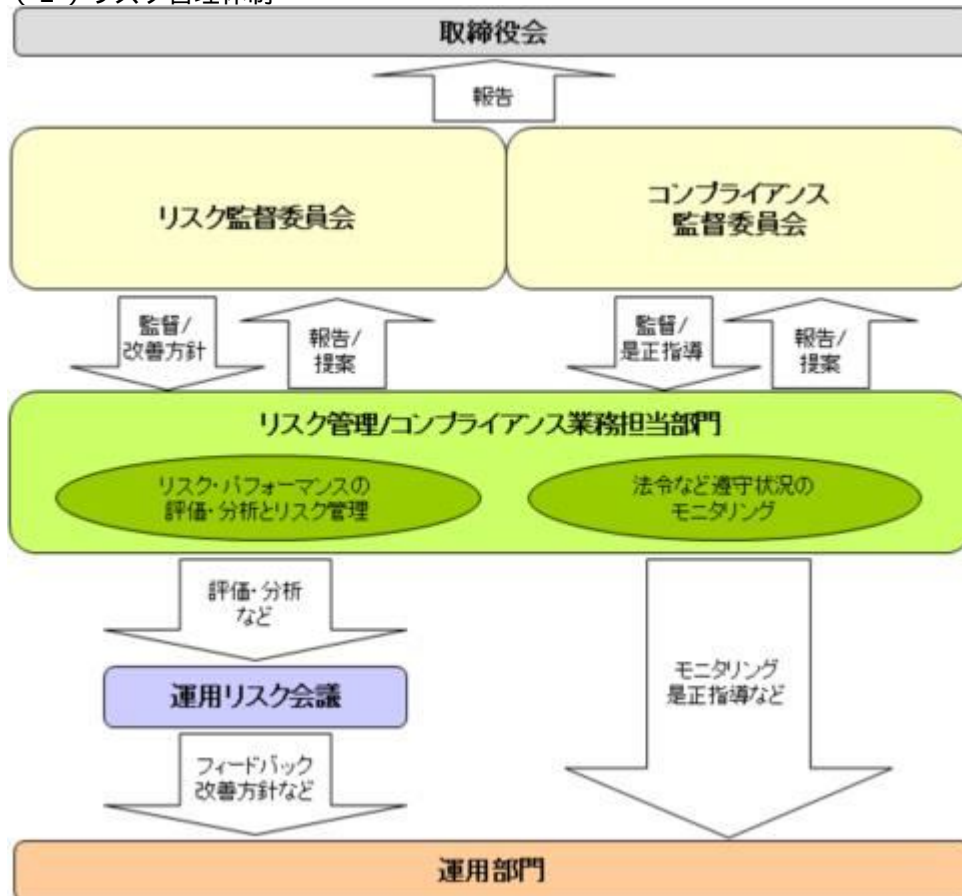 (2)リスク管理体制
取締役会
報告
リスク監督委員会
コンプライアンス
監督委員会
監督/
改善方針
報告/
提案
監督/
是正指導
報告/
提案
リスク管理/コンプライアンス業務担当部門
リスク・パフォーマンスの
評価・分析とリスク管理
法令など遵守状況の
モニタリング
評価・分析
など
運用リスク会議
モニタリング
是正指導など
フィードバック
改善方針など
運用部門